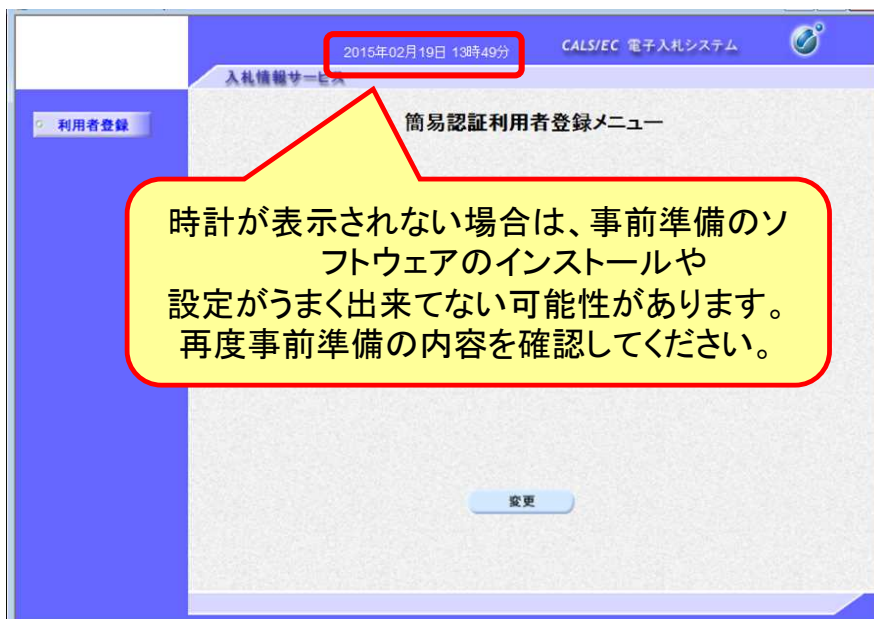 2015年02月19日 13時49分
CALS/EC 電子入札システム
入札情報サービス
利用者登録
簡易認証利用者登録メニュー
時計が表示されない場合は、事前準備のソ
フトウェアのインストールや
設定がうまく出来てない可能性があります。
再度事前準備の内容を確認してください。
変更